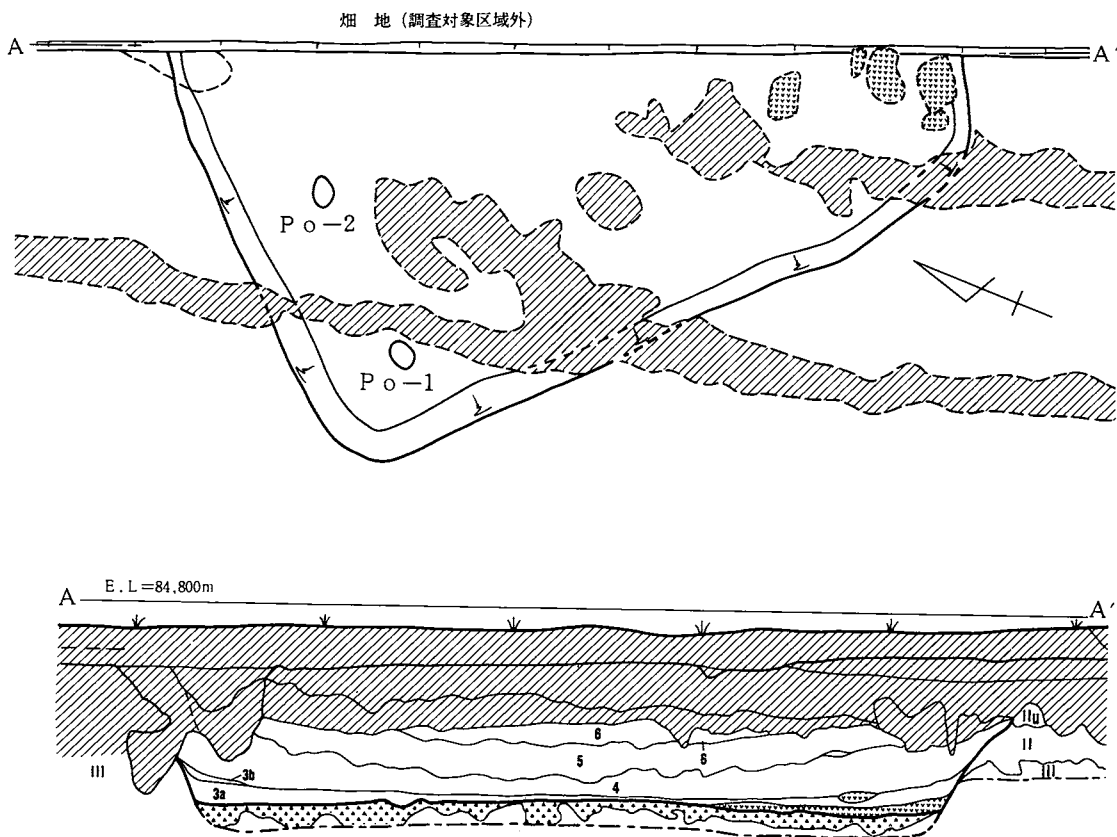 畑 地 (調査対象区域外)
A A′
Po-2
Po-1
E.L=84,800m
A A′
IIu
6
II
5 6
III III
3b
3a 4